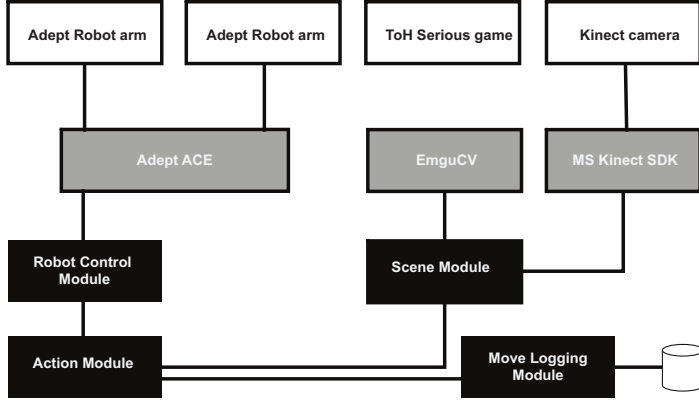 Adept Robot arm
Adept Robot arm
ToH Serious game
Kinect camera
Adept ACE
EmguCV
MS Kinect SDK
Robot Control
Module
Scene Module
Action Module
Move Logging
Module